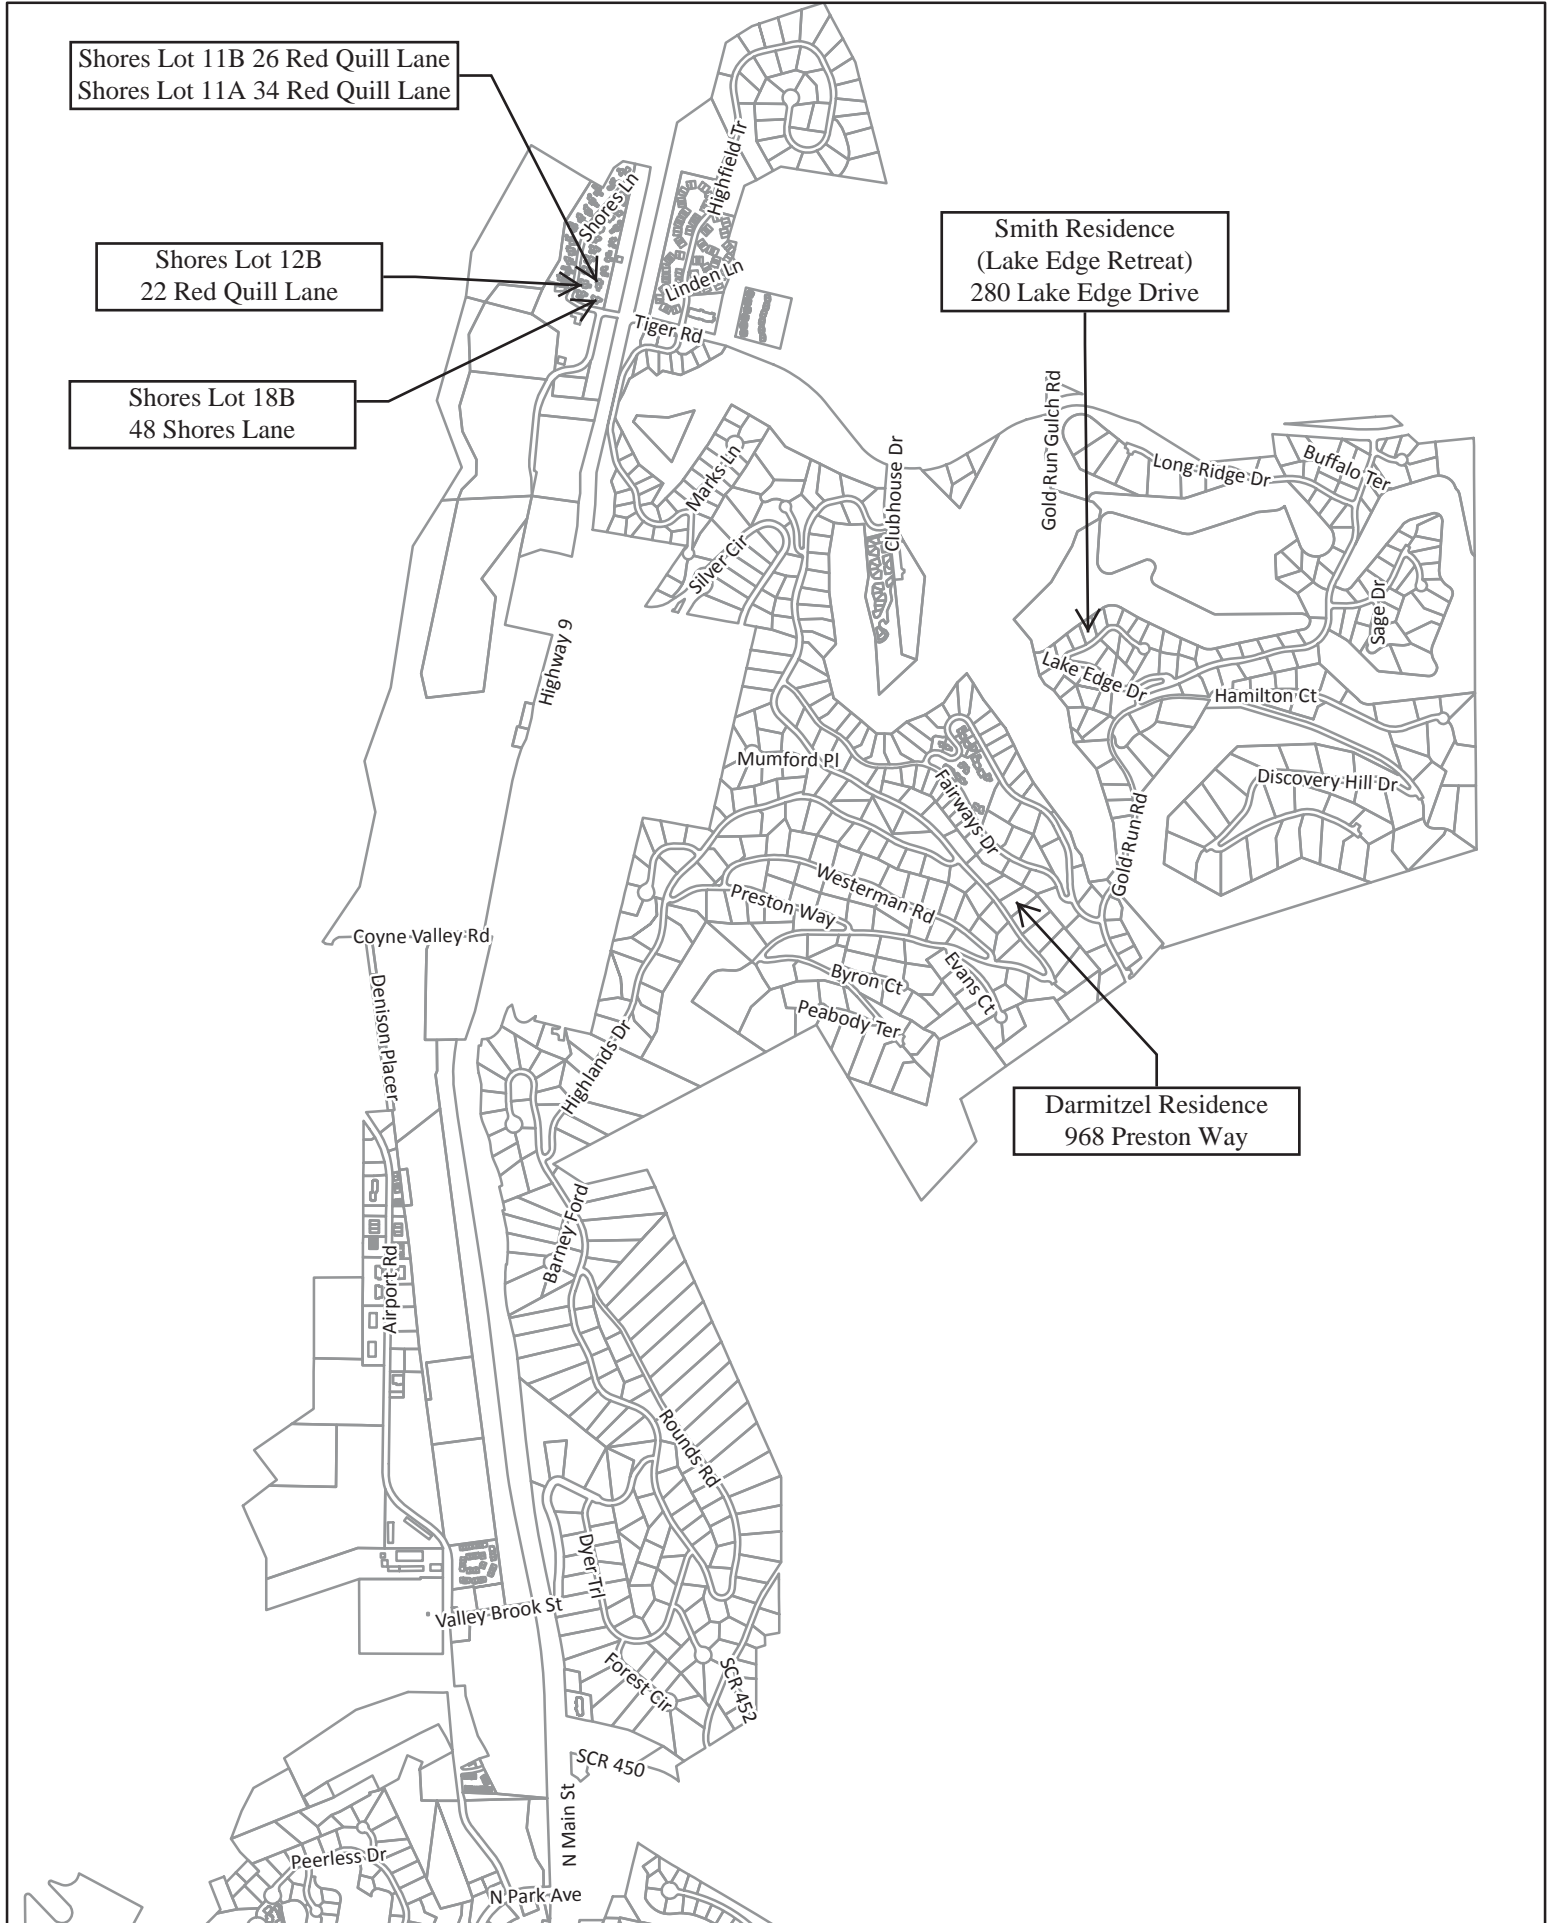 Shores Lot 11B 26 Red Quill Lane
Shores Lot 11A 34 Red Quill Lane
Highfield Tr
Shores Ln
Smith Residence
(Lake Edge Retreat)
280 Lake Edge Drive
Shores Lot 12B
22 Red Quill Lane
Linden Ln
Tiger Rd
Shores Lot 18B
48 Shores Lane
Gold Run Gulch Rd
Clubhouse Dr
Marks Ln
Long Ridge Dr
Buffalo Ter
Silver Cir
Sage Dr
Highway 9
Lake Edge Dr
Hamilton Ct
Mumford Pl
Fairways Dr
Discovery Hill Dr
Gold Run Rd
Westerman Rd
Preston Way
Coyne Valley Rd
Byron Ct
Evans Ct
Peabody Ter
Denison Placer
Highlands Dr
Darmitzel Residence
968 Preston Way
Barney Ford
Airport Rd
Rounds Rd
Dyer Trl
Valley Brook St
Forest Cir
SCR 452
SCR 450
N Main St
Peerless Dr
N Park Ave